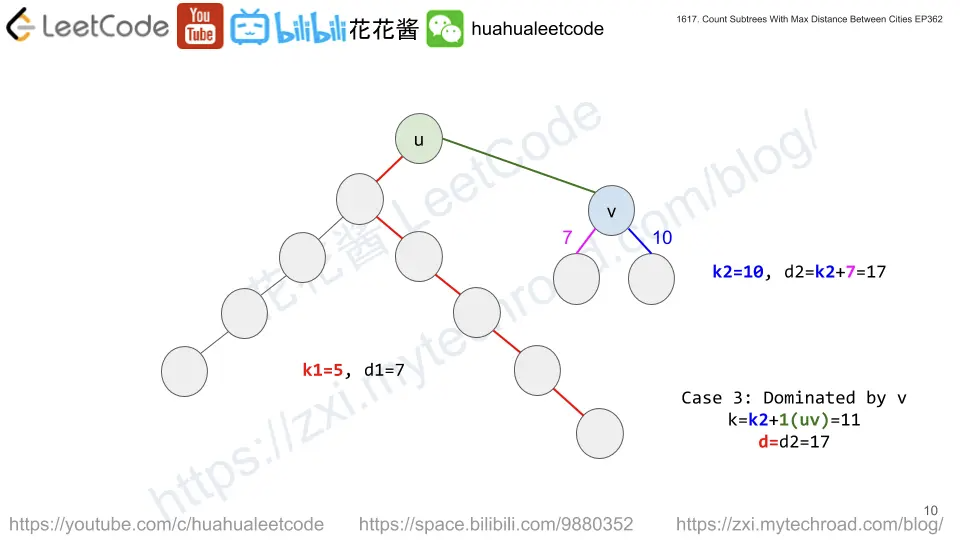 LeetCode You Tube bilibili 花花酱 huahualeetcode
1617. Count Subtrees With Max Distance Between Cities EP362
u
v
7 10
k2=10, d2=k2+7=17
k1=5, d1=7
Case 3: Dominated by v
k=k2+1(uv)=11
d=d2=17
花花酱 LeetCode
https://zxi.mytechroad.com/blog/
10
https://youtube.com/c/huahualeetcode https://space.bilibili.com/9880352 https://zxi.mytechroad.com/blog/